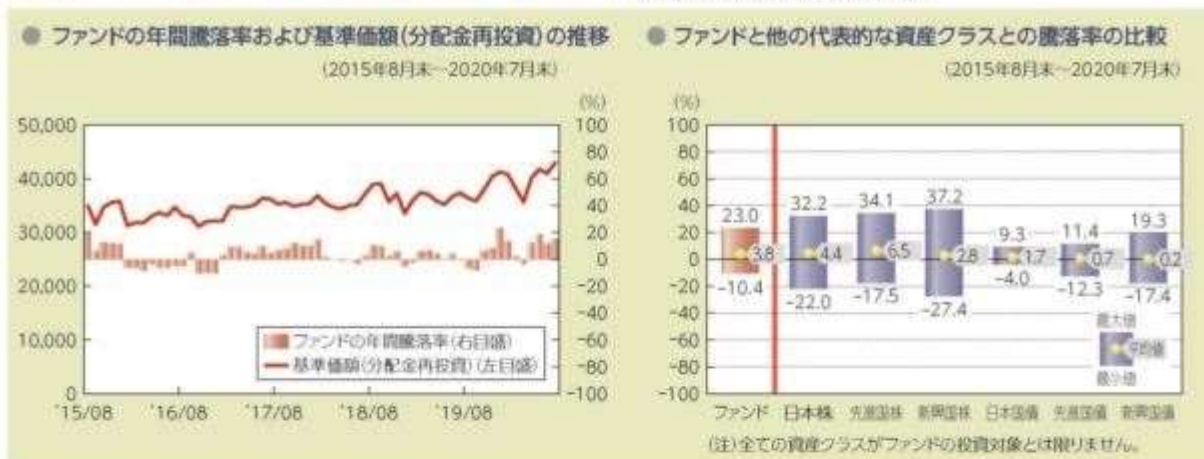 ● ファンドの年間騰落率および基準価額(分配金再投資)の推移
(2015年8月末~2020年7月末)
(%)
50,000
40,000
30,000
20,000
10,000
0
100
80
60
40
20
0
-20
-40
-60
-80
-100
ファンドの年間騰落率(右目盛)
基準価額(分配金再投資)(左目盛)
'15/08 '16/08 '17/08 '18/08 '19/08
● ファンドと他の代表的な資産クラスとの騰落率の比較
(2015年8月末~2020年7月末)
(%)
100
80
60
40
20
0
-20
-40
-60
-80
-100
23.0 32.2 34.1 37.2 9.3 11.4 19.3
3.8 4.4 6.5 2.8 1.7 0.7 0.2
-10.4 -22.0 -17.5 -27.4 -4.0 -12.3 -17.4
最大値
平均値
最小値
ファンド 日本株 先進国株 新興国株 日本国債 先進国債 新興国債
(注)全ての資産クラスがファンドの投資対象とは限りません。